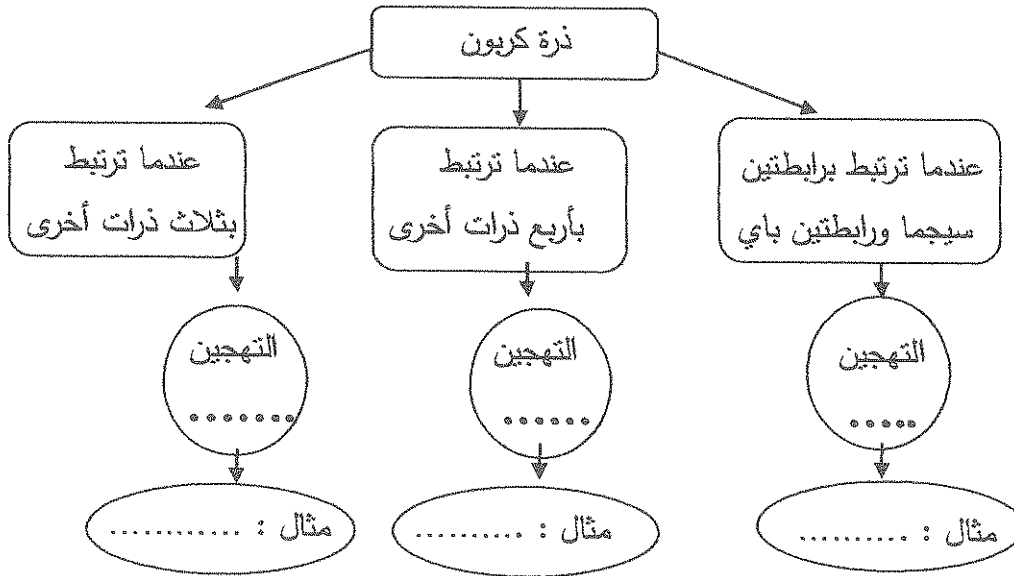 ذرة كربون
عندما ترتبط برابطتين
سيجما ورابطتين باي
عندما ترتبط
بأربع ذرات أخرى
عندما ترتبط
بثلاث ذرات أخرى
التهجين
.....
التهجين
......
التهجين
.......
مثال : ..........
مثال : ..........
مثال : ............